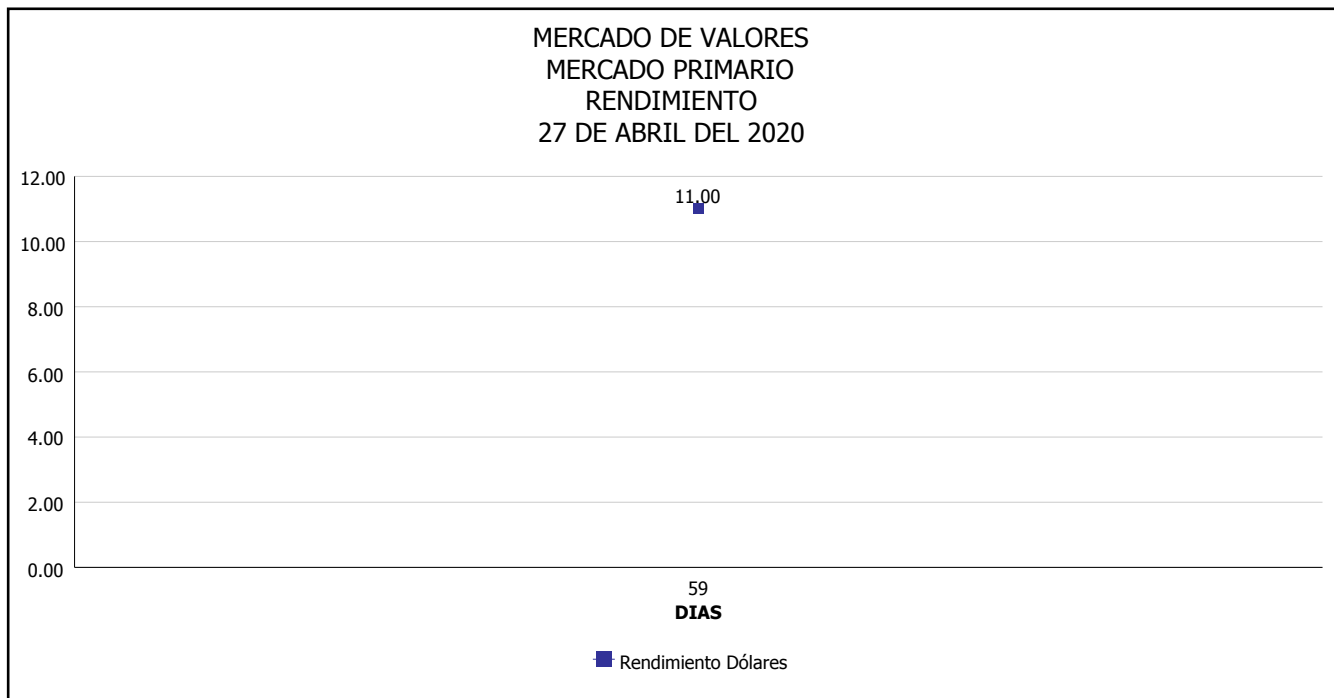 MERCADO DE VALORES
MERCADO PRIMARIO
RENDIMIENTO
27 DE ABRIL DEL 2020
12.00
11.00
10.00
8.00
6.00
4.00
2.00
0.00
59
DIAS
Rendimiento Dólares